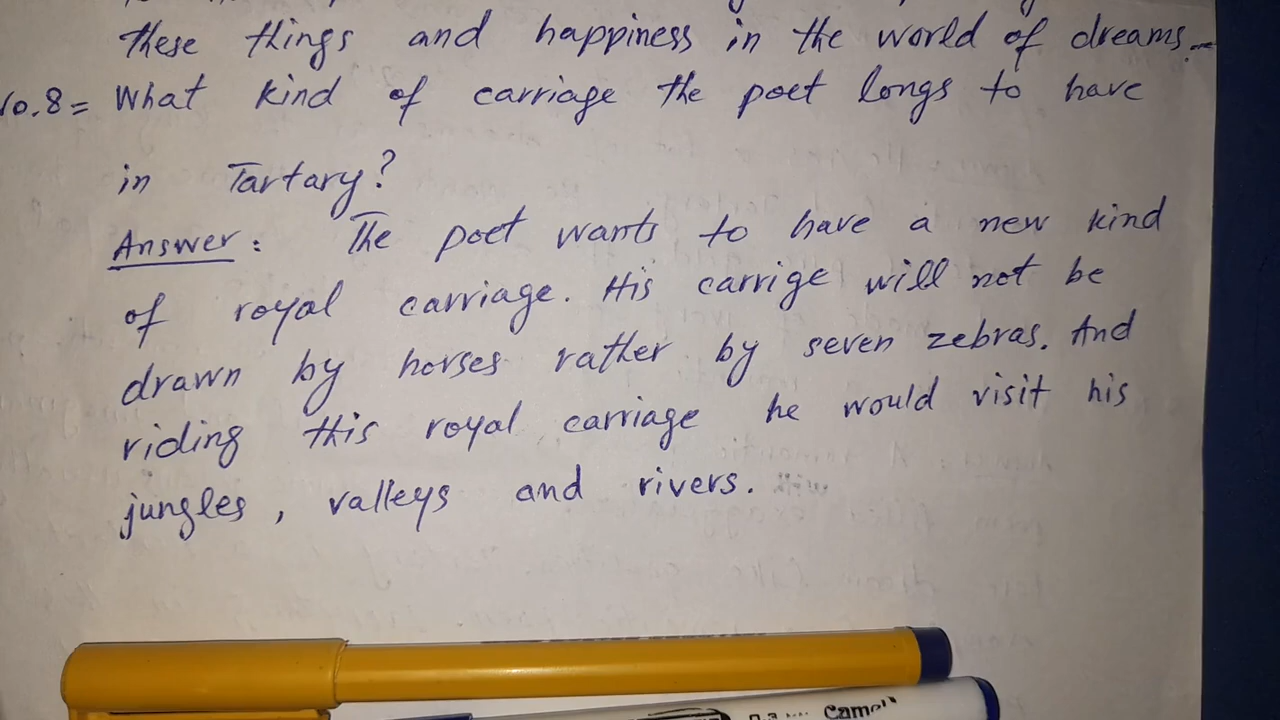 these things and happiness in the world of dreams.
No.8= What kind of carriage the poet longs to have
in Tartary?
Answer: The poet wants to have a new kind
of royal carriage. His carrige will not be
drawn by horses rather by seven zebras. And
riding this royal carriage he would visit his
jungles, valleys and rivers.